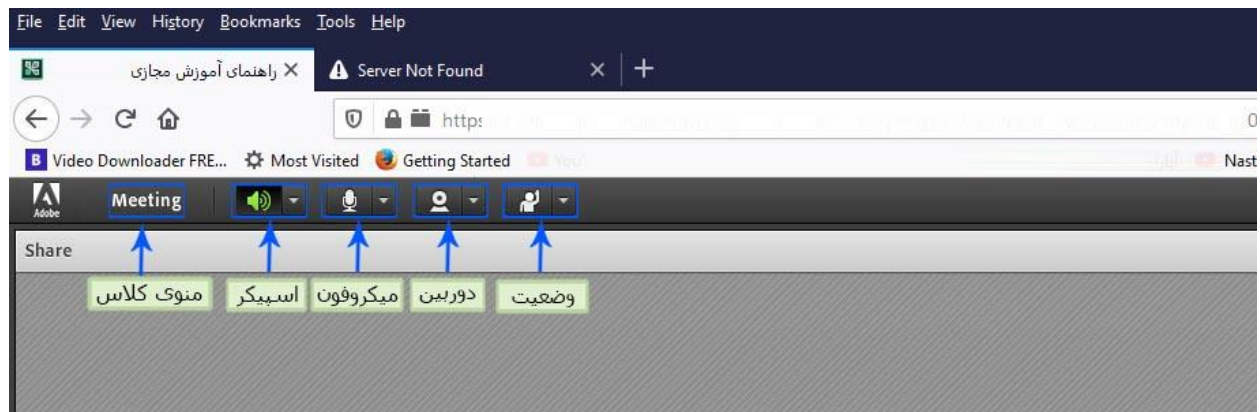 File Edit View History Bookmarks Tools Help
راهنمای آموزش مجازی Server Not Found
https
B Video Downloader FRE... Most Visited Getting Started Nast
Adobe Meeting
Share
منوی کلاس اسپیکر میکروفون دوربین وضعیت